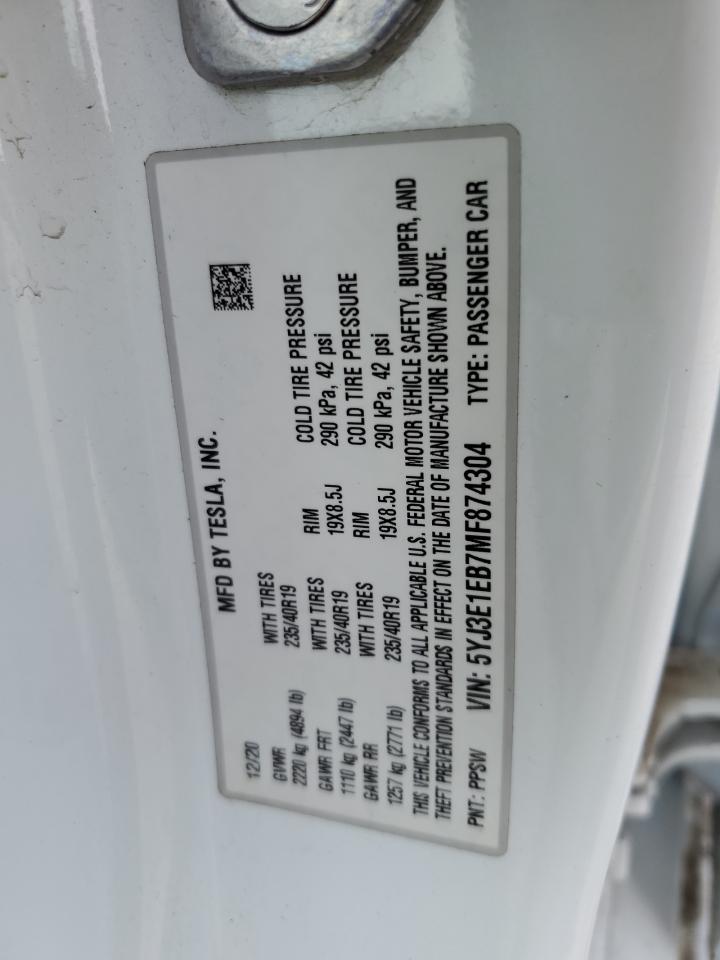 MFD BY TESLA, INC.
12/20
GVWR WITH TIRES RIM COLD TIRE PRESSURE
2220 kg (4894 lb) 235/40R19 19X8.5J 290 kPa, 42 psi
GAWR FRT WITH TIRES RIM COLD TIRE PRESSURE
1110 kg (2447 lb) 235/40R19 19X8.5J 290 kPa, 42 psi
GAWR RR WITH TIRES
1257 kg (2771 lb) 235/40R19
THIS VEHICLE CONFORMS TO ALL APPLICABLE U.S. FEDERAL MOTOR VEHICLE SAFETY, BUMPER, AND
THEFT PREVENTION STANDARDS IN EFFECT ON THE DATE OF MANUFACTURE SHOWN ABOVE.
PNT: PPSW VIN: 5YJ3E1EB7MF874304 TYPE: PASSENGER CAR